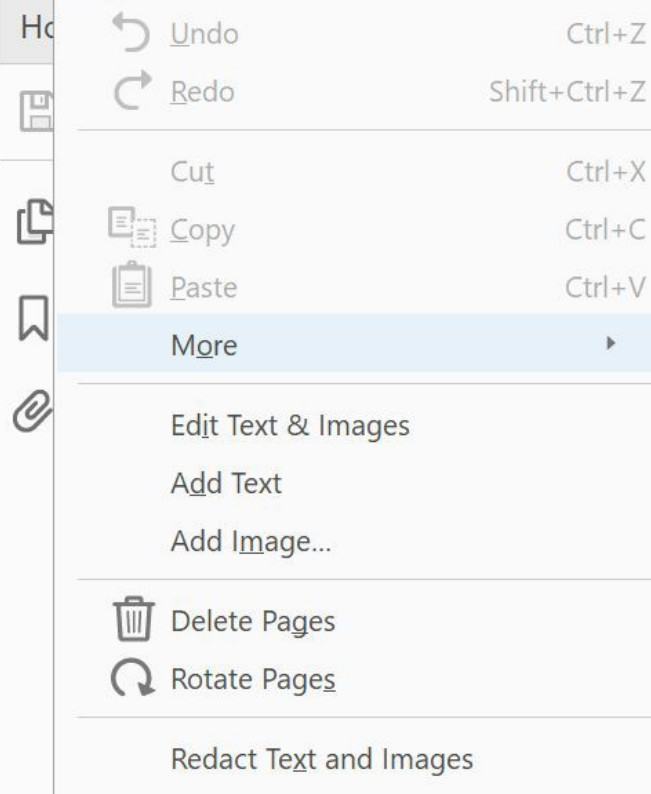 Ho
Undo Ctrl+Z
Redo Shift+Ctrl+Z
Cut Ctrl+X
Copy Ctrl+C
Paste Ctrl+V
More
Edit Text & Images
Add Text
Add Image...
Delete Pages
Rotate Pages
Redact Text and Images